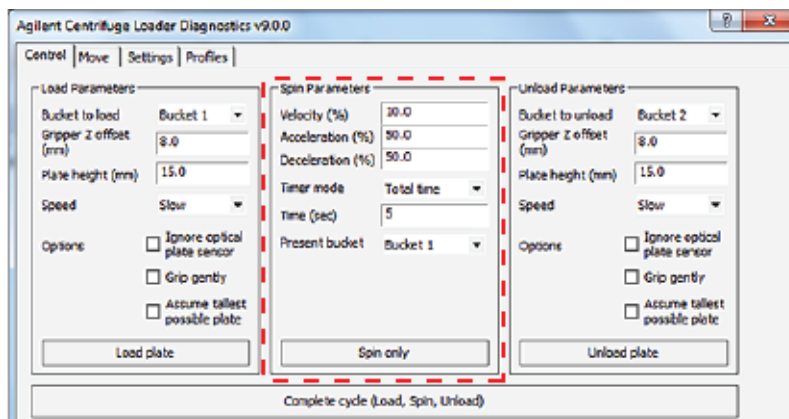 Agilent Centrifuge Loader Diagnostics v9.0.0
Control Move Settings Profiles
Load Parameters
Bucket to load Bucket 1
Gripper Z offset
(mm) 8.0
Plate height (mm) 15.0
Speed Slow
Options Ignore optical
plate sensor
Grip gently
Assume tallest
possible plate
Load plate
Spin Parameters
Velocity (%)
Acceleration (%) 50.0
Deceleration (%) 50.0
Timer mode Total time
Time (sec) 5
Present bucket Bucket 1
Spin only
Unload Parameters
Bucket to unload Bucket 2
Gripper Z offset
(mm) 8.0
Plate height (mm) 15.0
Speed Slow
Options Ignore optical
plate sensor
Grip gently
Assume tallest
possible plate
Unload plate
Complete cycle (Load, Spin, Unload)